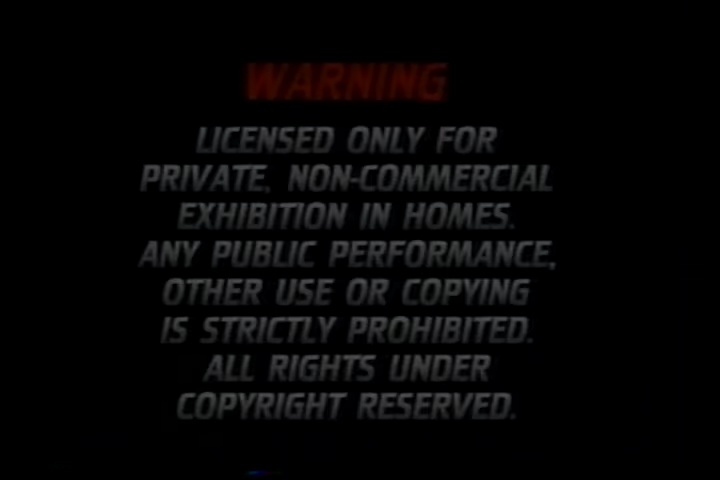 WARNING
LICENSED ONLY FOR
PRIVATE, NON-COMMERCIAL
EXHIBITION IN HOMES.
ANY PUBLIC PERFORMANCE,
OTHER USE OR COPYING
IS STRICTLY PROHIBITED.
ALL RIGHTS UNDER
COPYRIGHT RESERVED.